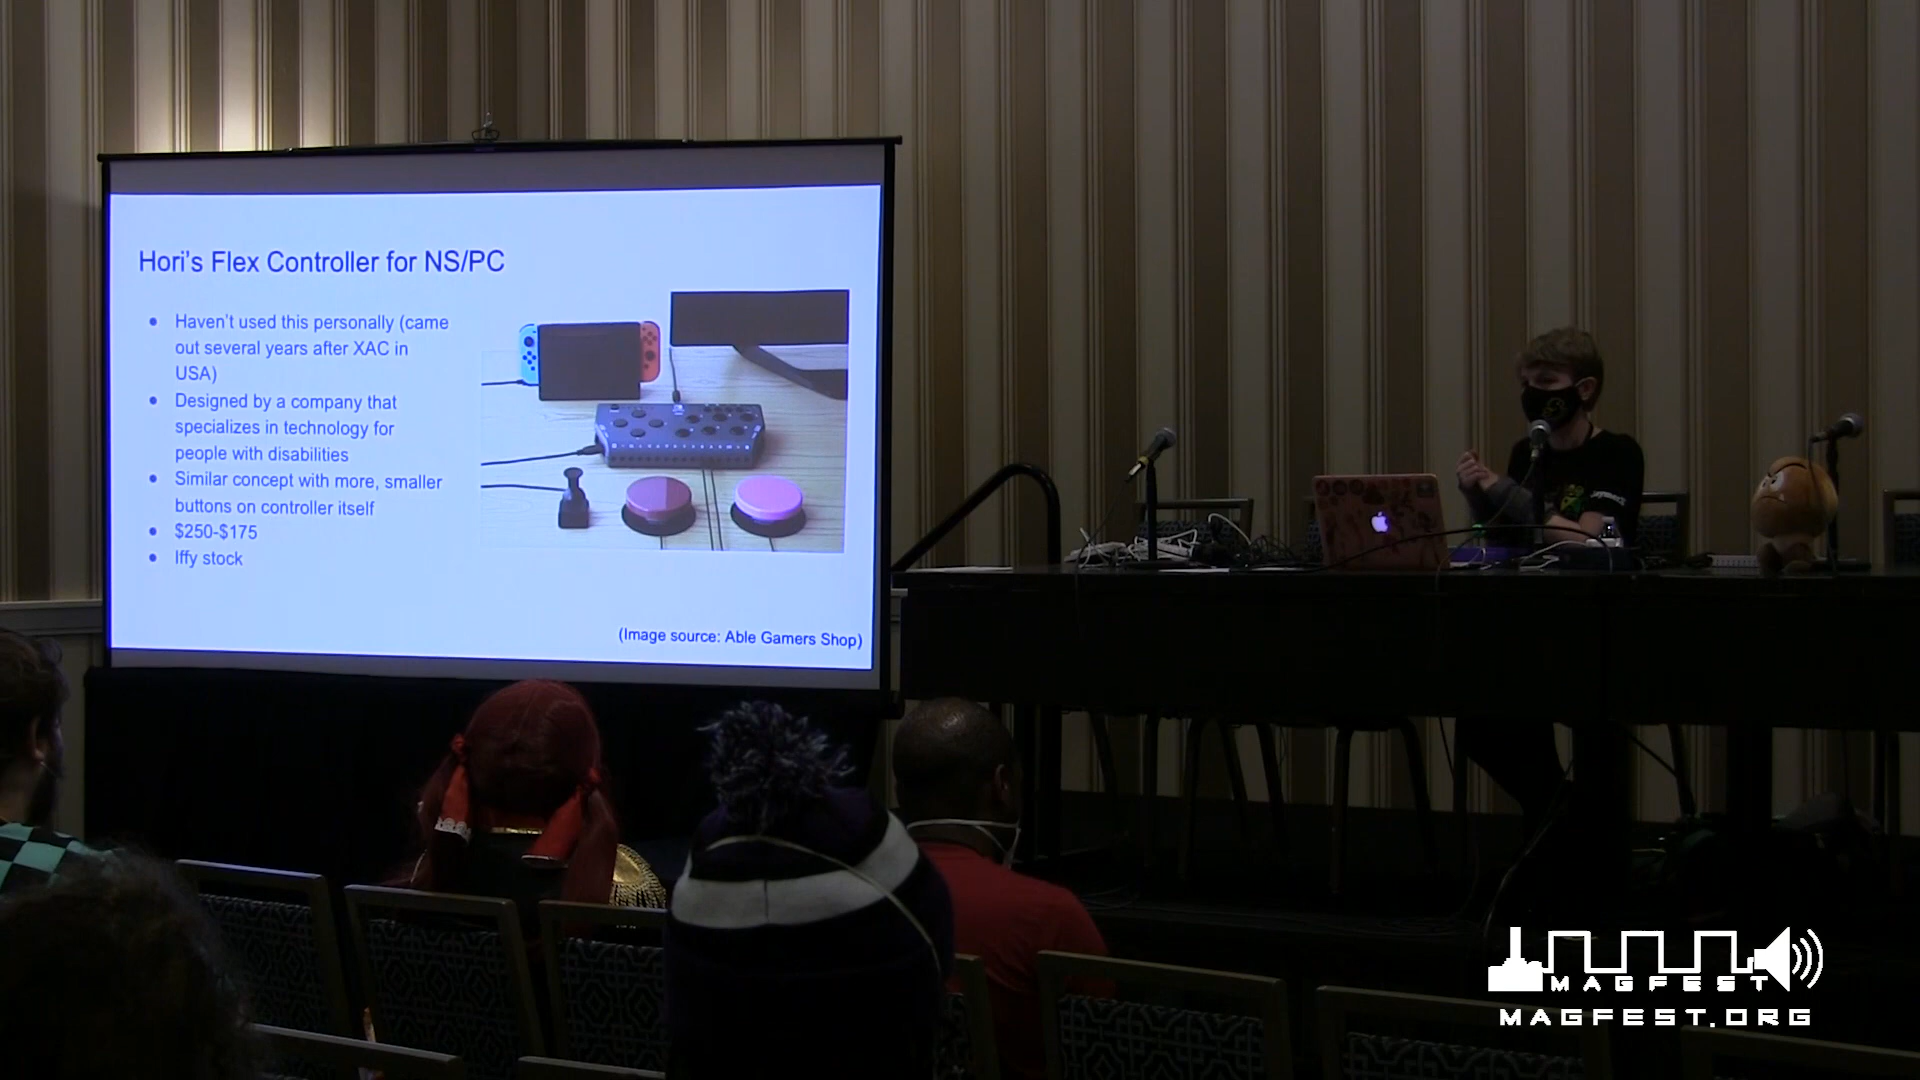 Hori's Flex Controller for NS/PC
● Haven't used this personally (came
out several years after XAC in
USA)
● Designed by a company that
specializes in technology for
people with disabilities
● Similar concept with more, smaller
buttons on controller itself
● $250-$175
● Iffy stock
(Image source: Able Gamers Shop)
MAGFEST
MAGFEST.ORG